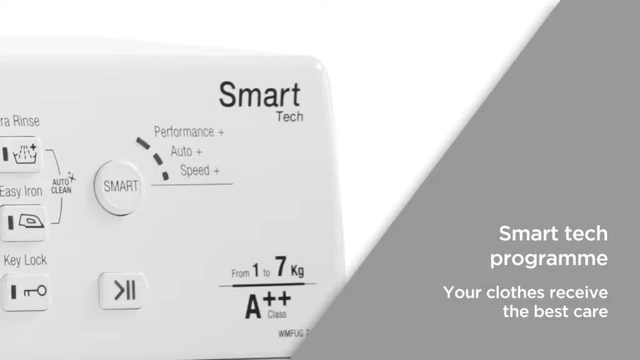 Smart
Tech
ra Rinse
Performance +
Auto +
Speed +
AUTO
CLEAN
SMART
Easy Iron
Key Lock
From 1 to 7 Kg
A++
Class
WMFUG
Smart tech
programme
Your clothes receive
the best care